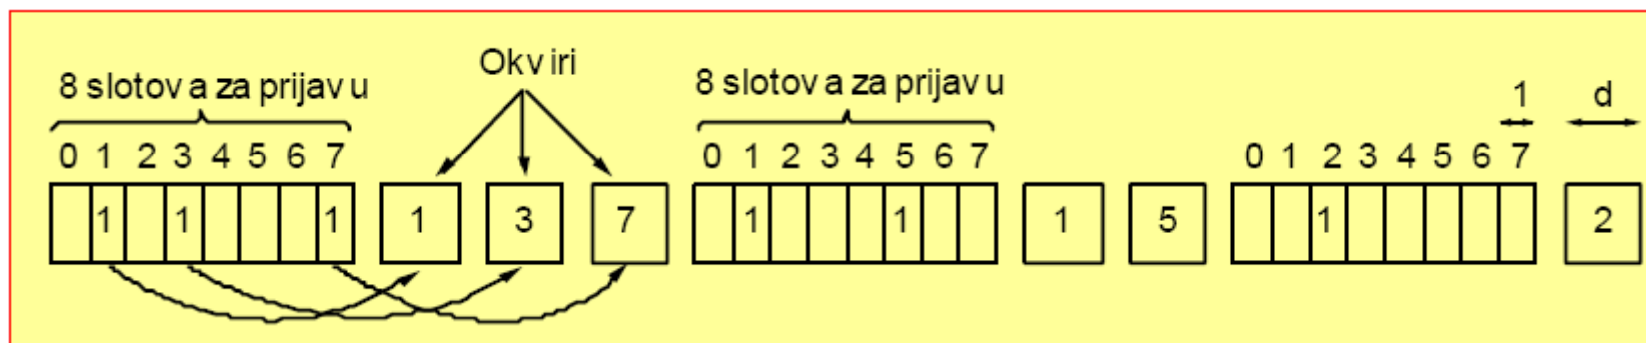 Okviri
8 slotova za prijavu
8 slotova za prijavu
1 d
0 1 2 3 4 5 6 7
0 1 2 3 4 5 6 7
0 1 2 3 4 5 6 7
1 1 1
1 3 7
1 1
1 5
1
2